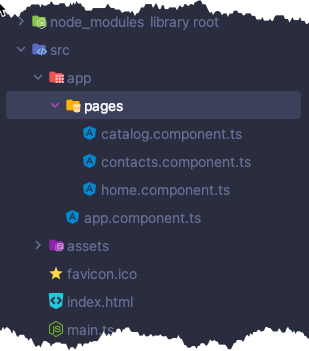 node_modules library root
src
app
pages
catalog.component.ts
contacts.component.ts
home.component.ts
app.component.ts
assets
favicon.ico
index.html
main.ts